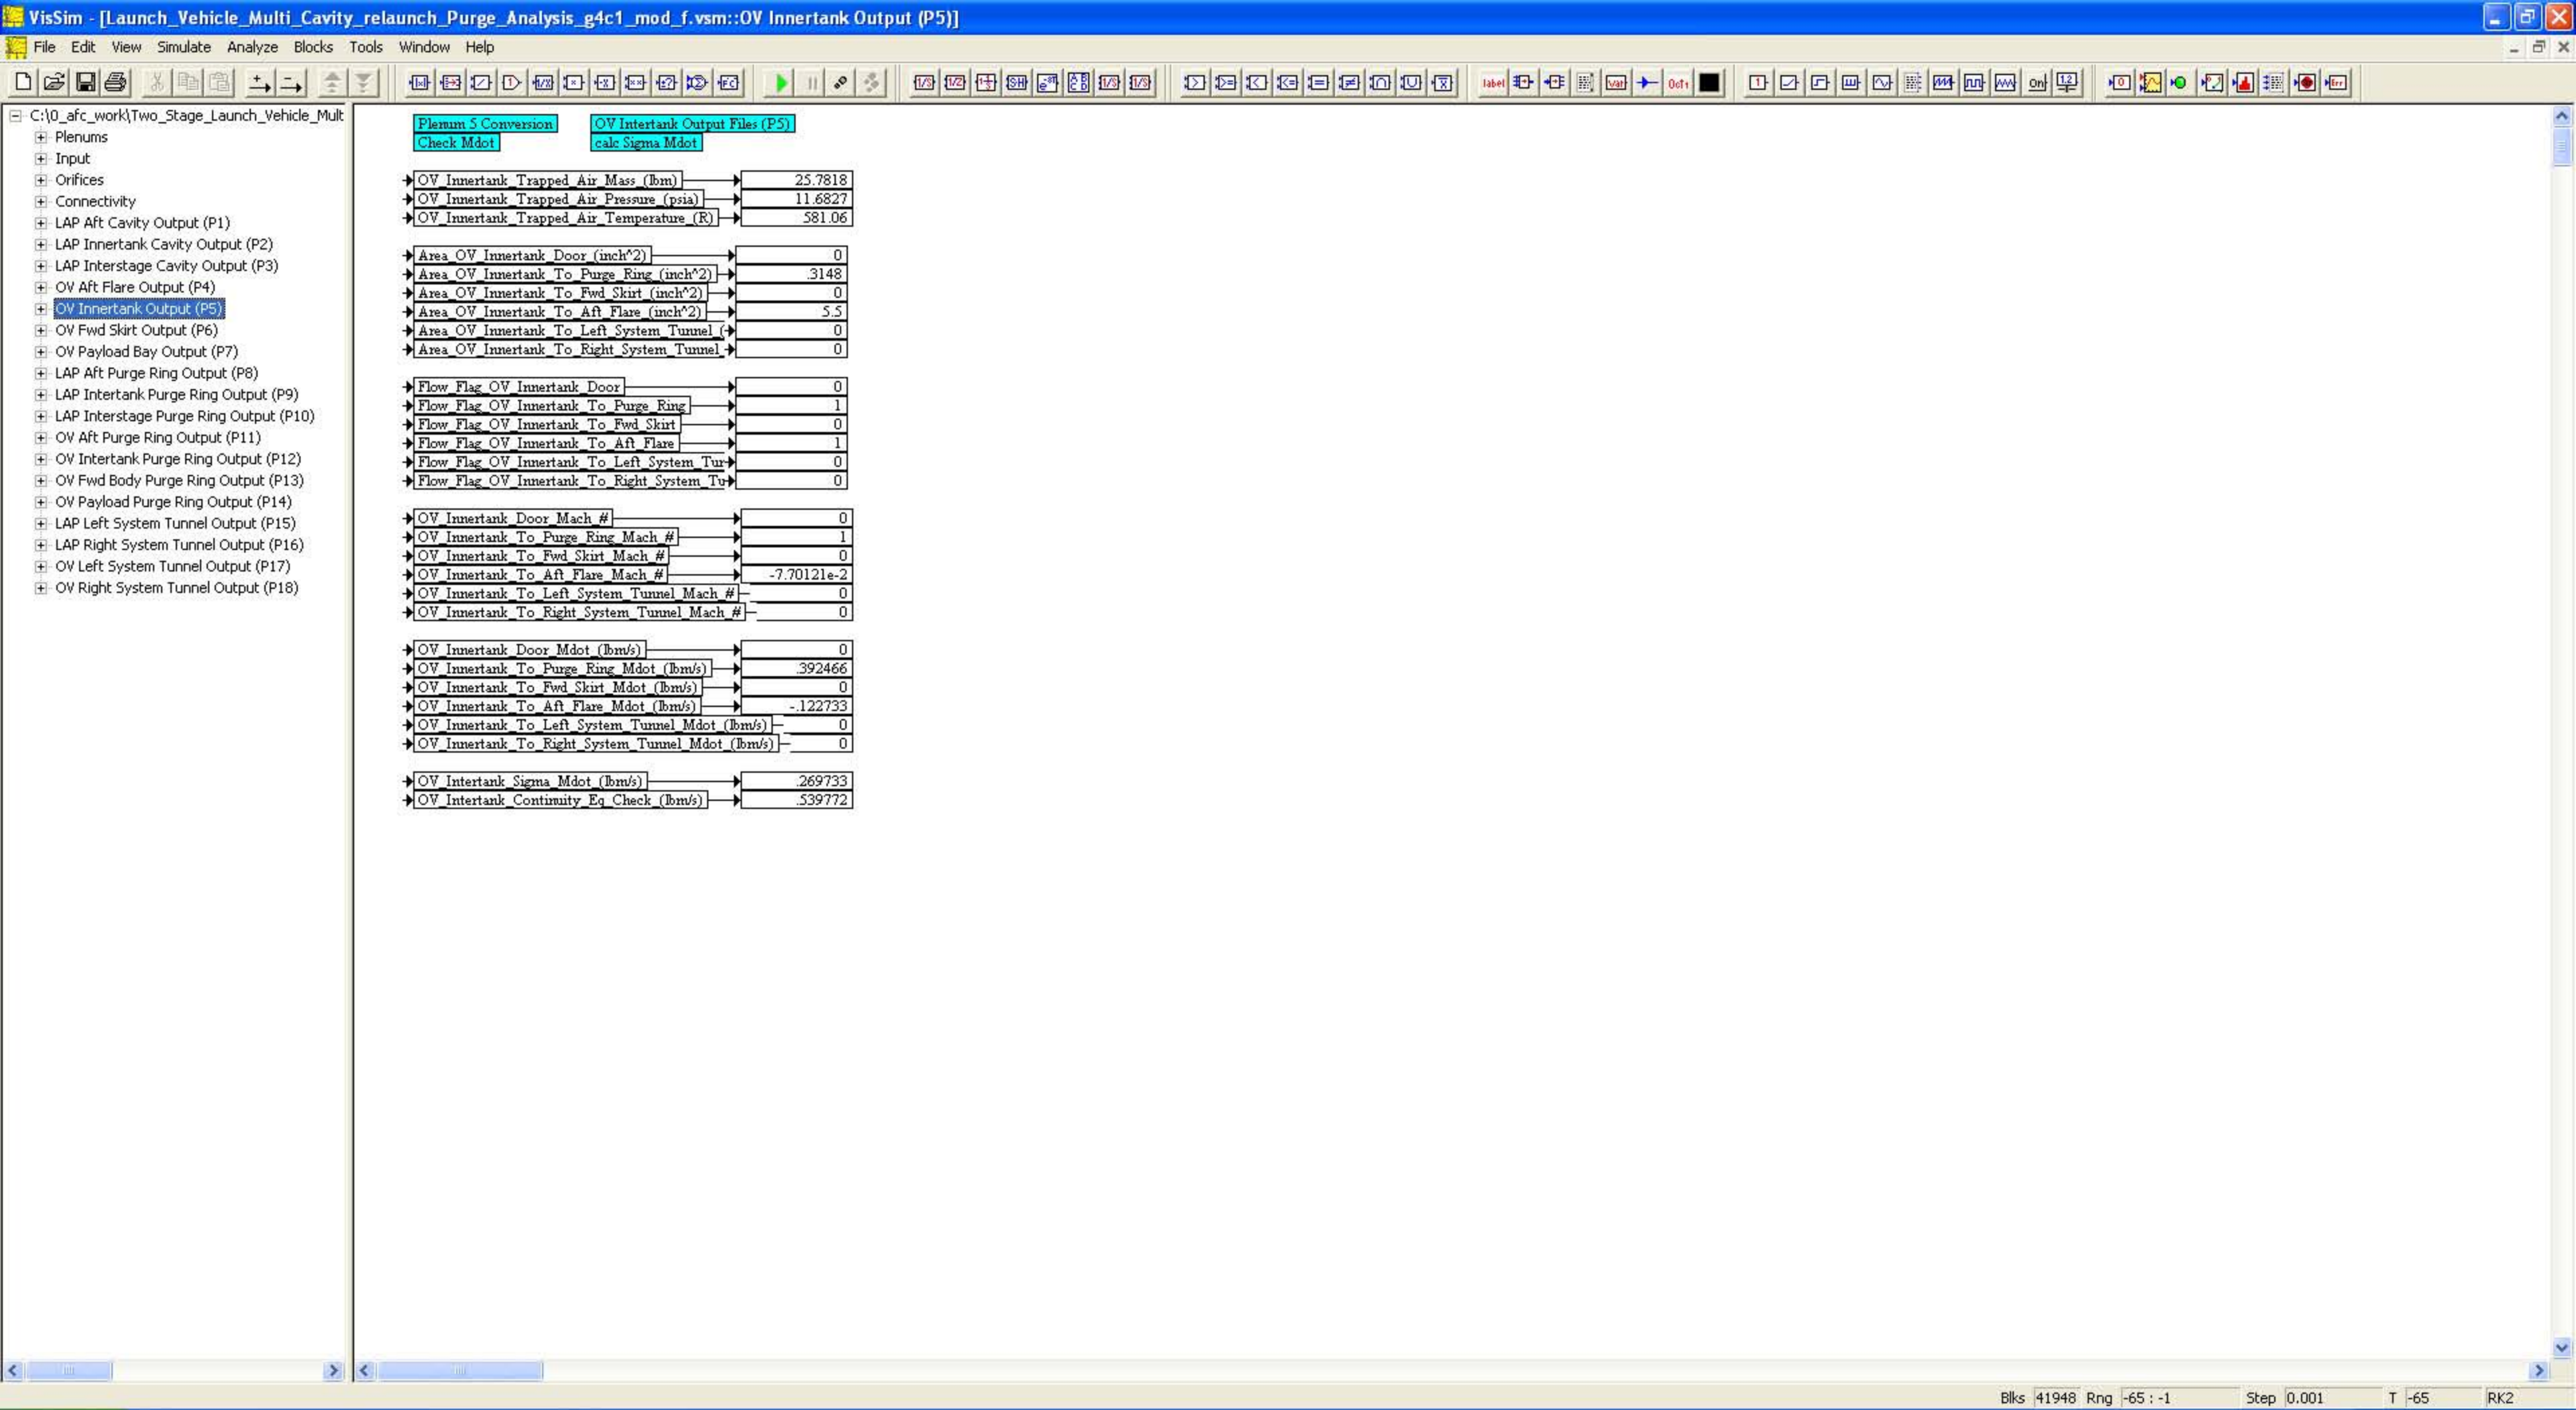 VisSim - [Launch_Vehicle_Multi_Cavity_relaunch_Purge_Analysis_g4c1_mod_f.vsm::OV Innertank Output (P5)]
File Edit View Simulate Analyze Blocks Tools Window Help
C:\0_afc_work\Two_Stage_Launch_Vehicle_Mult
Plenums
Input
Orifices
Connectivity
LAP Aft Cavity Output (P1)
LAP Innertank Cavity Output (P2)
LAP Interstage Cavity Output (P3)
OV Aft Flare Output (P4)
OV Innertank Output (P5)
OV Fwd Skirt Output (P6)
OV Payload Bay Output (P7)
LAP Aft Purge Ring Output (P8)
LAP Intertank Purge Ring Output (P9)
LAP Interstage Purge Ring Output (P10)
OV Aft Purge Ring Output (P11)
OV Intertank Purge Ring Output (P12)
OV Fwd Body Purge Ring Output (P13)
OV Payload Purge Ring Output (P14)
LAP Left System Tunnel Output (P15)
LAP Right System Tunnel Output (P16)
OV Left System Tunnel Output (P17)
OV Right System Tunnel Output (P18)
Plenum 5 Conversion OV Intertank Output Files (P5)
Check Mdot calc Sigma Mdot
OV_Innertank_Trapped_Air_Mass_(lbm) 25.7818
OV_Innertank_Trapped_Air_Pressure_(psia) 11.6827
OV_Innertank_Trapped_Air_Temperature_(R) 581.06
Area_OV_Innertank_Door_(inch^2) 0
Area_OV_Innertank_To_Purge_Ring_(inch^2) .3148
Area_OV_Innertank_To_Fwd_Skirt_(inch^2) 0
Area_OV_Innertank_To_Aft_Flare_(inch^2) 5.5
Area_OV_Innertank_To_Left_System_Tunnel_( 0
Area_OV_Innertank_To_Right_System_Tunnel_ 0
Flow_Flag_OV_Innertank_Door 0
Flow_Flag_OV_Innertank_To_Purge_Ring 1
Flow_Flag_OV_Innertank_To_Fwd_Skirt 0
Flow_Flag_OV_Innertank_To_Aft_Flare 1
Flow_Flag_OV_Innertank_To_Left_System_Tur 0
Flow_Flag_OV_Innertank_To_Right_System_Tu 0
OV_Innertank_Door_Mach_# 0
OV_Innertank_To_Purge_Ring_Mach_# 1
OV_Innertank_To_Fwd_Skirt_Mach_# 0
OV_Innertank_To_Aft_Flare_Mach_# -7.70121e-2
OV_Innertank_To_Left_System_Tunnel_Mach_# 0
OV_Innertank_To_Right_System_Tunnel_Mach_# 0
OV_Innertank_Door_Mdot_(lbm/s) 0
OV_Innertank_To_Purge_Ring_Mdot_(lbm/s) .392466
OV_Innertank_To_Fwd_Skirt_Mdot_(lbm/s) 0
OV_Innertank_To_Aft_Flare_Mdot_(lbm/s) -.122733
OV_Innertank_To_Left_System_Tunnel_Mdot_(lbm/s) 0
OV_Innertank_To_Right_System_Tunnel_Mdot_(lbm/s) 0
OV_Intertank_Sigma_Mdot_(lbm/s) .269733
OV_Intertank_Continuity_Eq_Check_(lbm/s) .539772
Blks 41948 Rng -65 : -1 Step 0.001 T -65 RK2